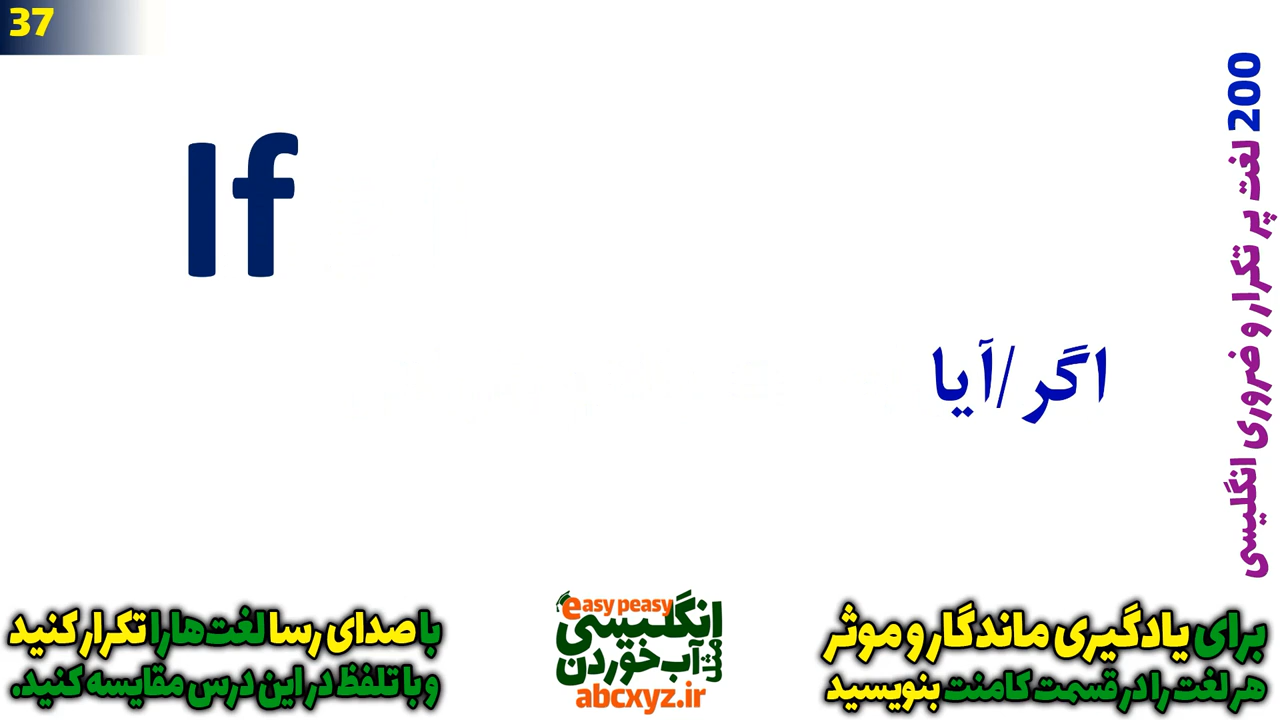 37
If
اگر/آیا
200 لغت پر تکرار و ضروری انگلیسی
برای یادگیری ماندگار و موثر
هر لغت را در قسمت کامنت بنویسید
easy peasy
انگلیسی
مثل آب خوردن
abcxyz.ir
با صدای رسا لغت‌ها را تکرار کنید
و با تلفظ در این درس مقایسه کنید.